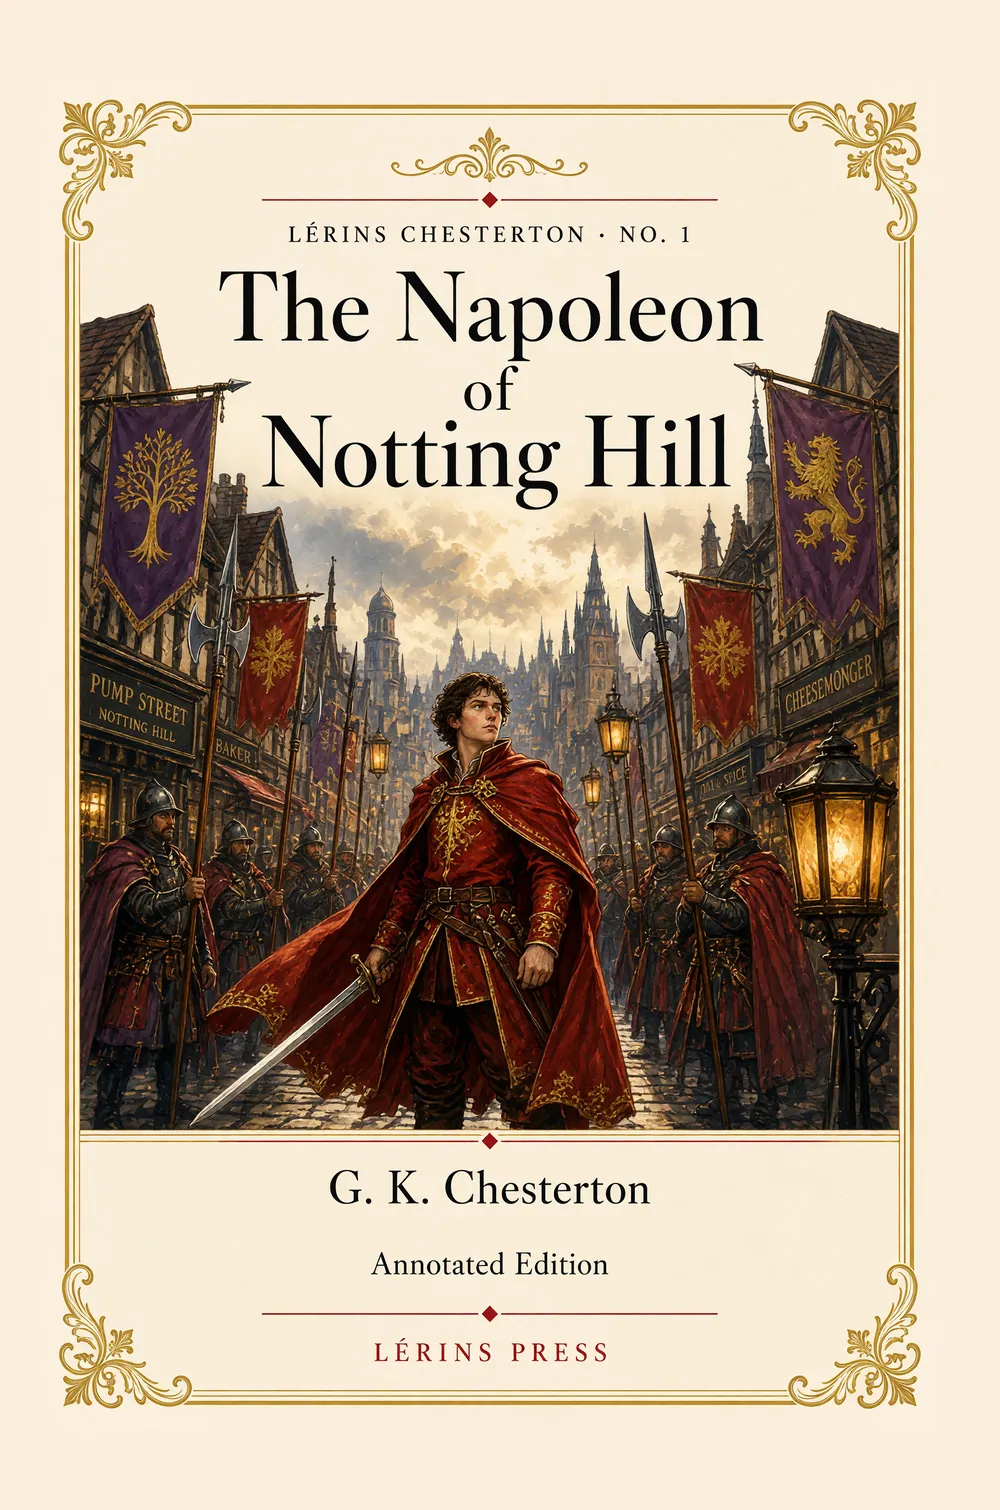 LÉRINS CHESTERTON · NO. 1
The Napoleon
of
Notting Hill
PUMP STREET
NOTTING HILL
BAKER
CHEESEMONGER
SPICE
G. K. Chesterton
Annotated Edition
LÉRINS PRESS